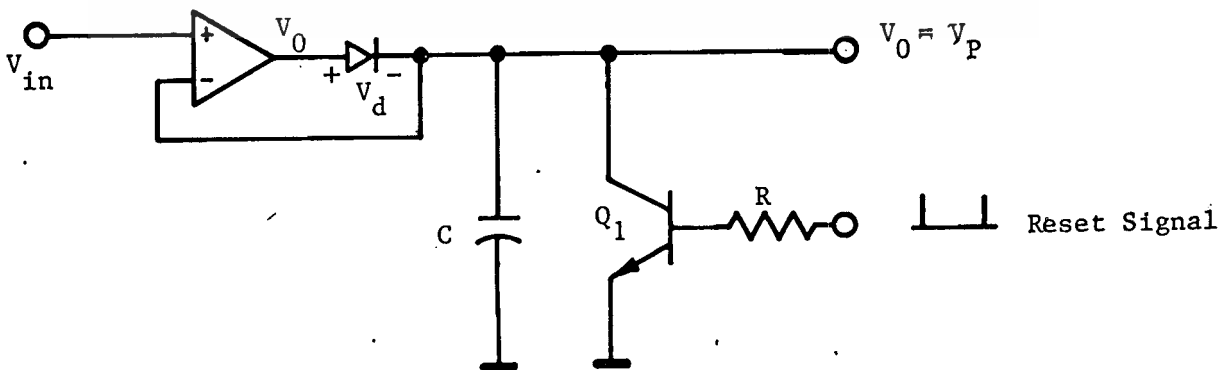 V_in
+
-
V_0
+ V_d -
V_0 = y_P
C
Q_1
R
Reset Signal